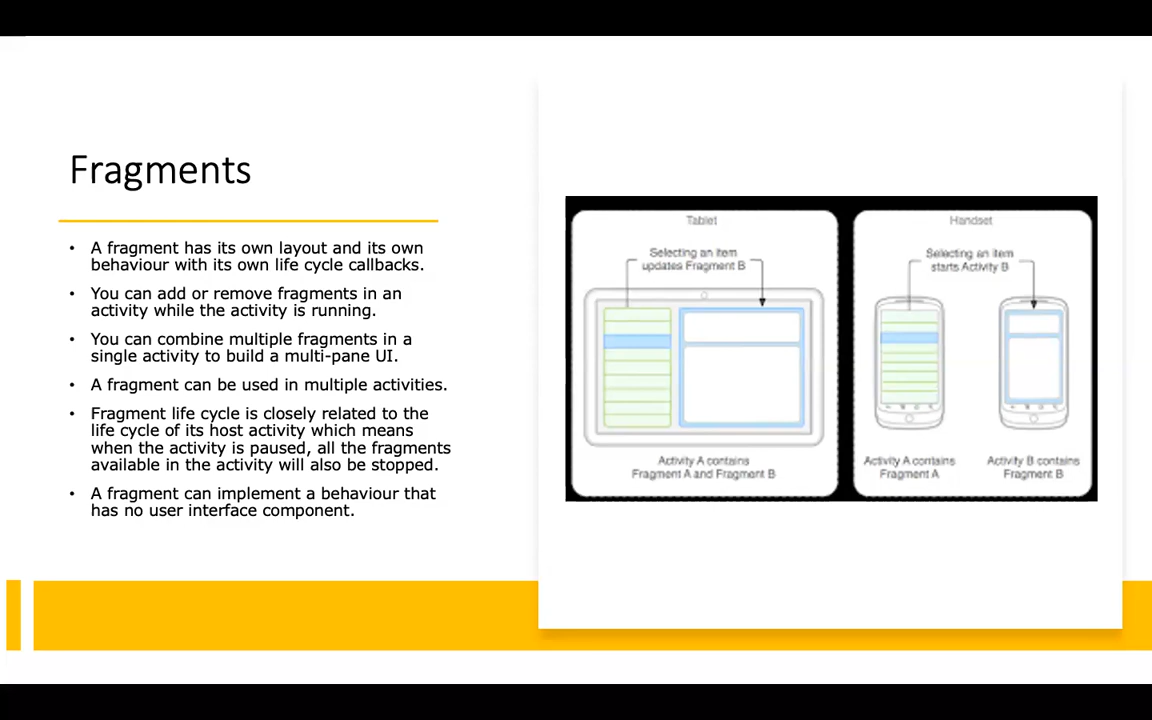 Fragments
• A fragment has its own layout and its own
behaviour with its own life cycle callbacks.
• You can add or remove fragments in an
activity while the activity is running.
• You can combine multiple fragments in a
single activity to build a multi-pane UI.
• A fragment can be used in multiple activities.
• Fragment life cycle is closely related to the
life cycle of its host activity which means
when the activity is paused, all the fragments
available in the activity will also be stopped.
• A fragment can implement a behaviour that
has no user interface component.
Tablet
Selecting an item
updates Fragment B
Activity A contains
Fragment A and Fragment B
Handset
Selecting an item
starts Activity B
Activity A contains
Fragment A
Activity B contains
Fragment B